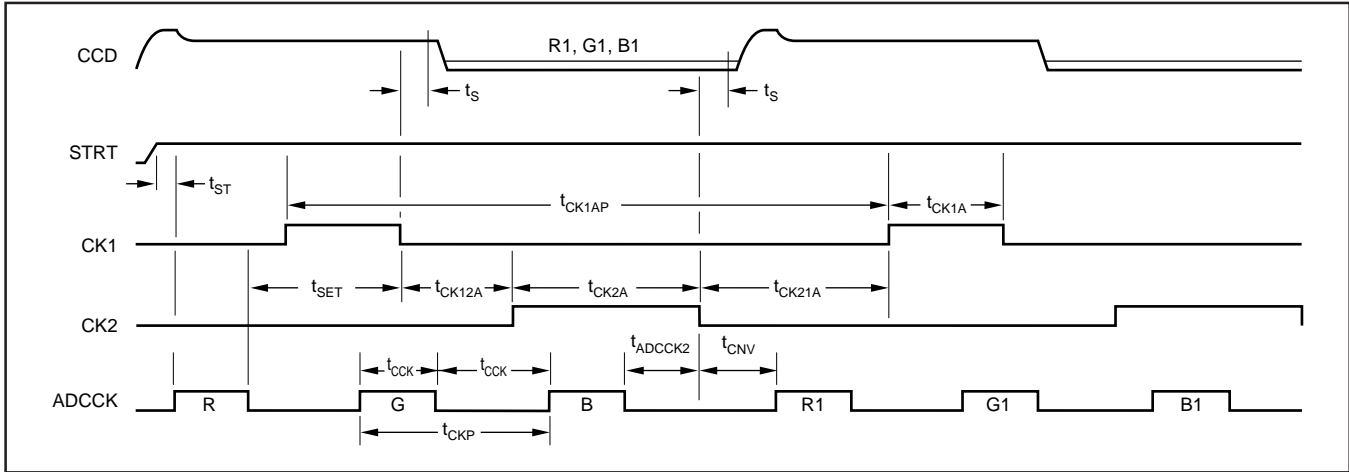 CCD
R1, G1, B1
tS
tS
STRT
tST
tCK1AP
tCK1A
CK1
tSET
tCK12A
tCK2A
tCK21A
CK2
tADCCK2
tCNV
tCCK
tCCK
ADCCK
R
G
B
R1
G1
B1
tCKP